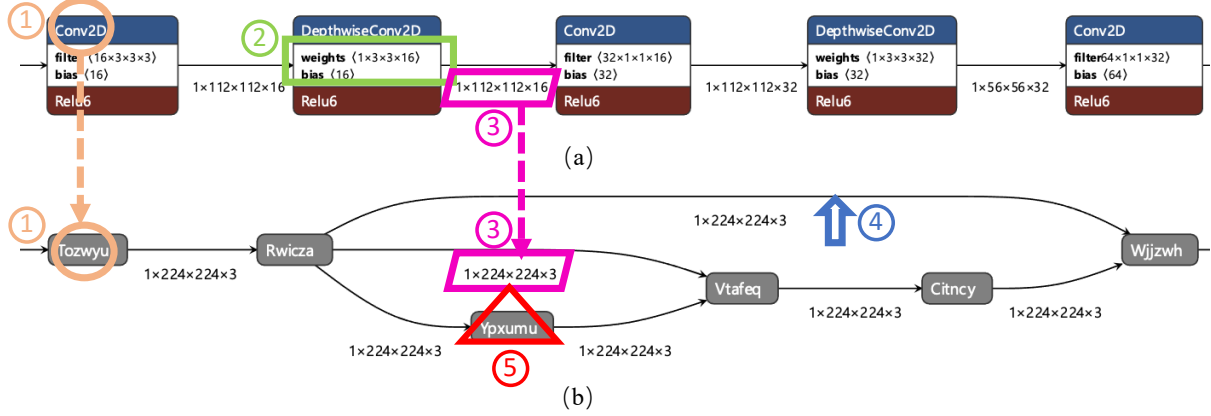 ① Conv2D DepthwiseConv2D Conv2D DepthwiseConv2D Conv2D
②
filter ⟨16×3×3×3⟩ weights ⟨1×3×3×16⟩ filter ⟨32×1×1×16⟩ weights ⟨1×3×3×32⟩ filter64×1×1×32⟩
bias ⟨16⟩ bias ⟨16⟩ bias ⟨32⟩ bias ⟨32⟩ bias ⟨64⟩
1×112×112×16 1×112×112×16 1×112×112×32 1×56×56×32
Relu6 Relu6 Relu6 Relu6 Relu6
③
(a)
① 1×224×224×3 ④
③
Tozwyu Rwicza Wjjzwh
1×224×224×3 1×224×224×3
Vtafeq Citncy
1×224×224×3 1×224×224×3
Ypxumu
1×224×224×3 1×224×224×3
⑤
(b)